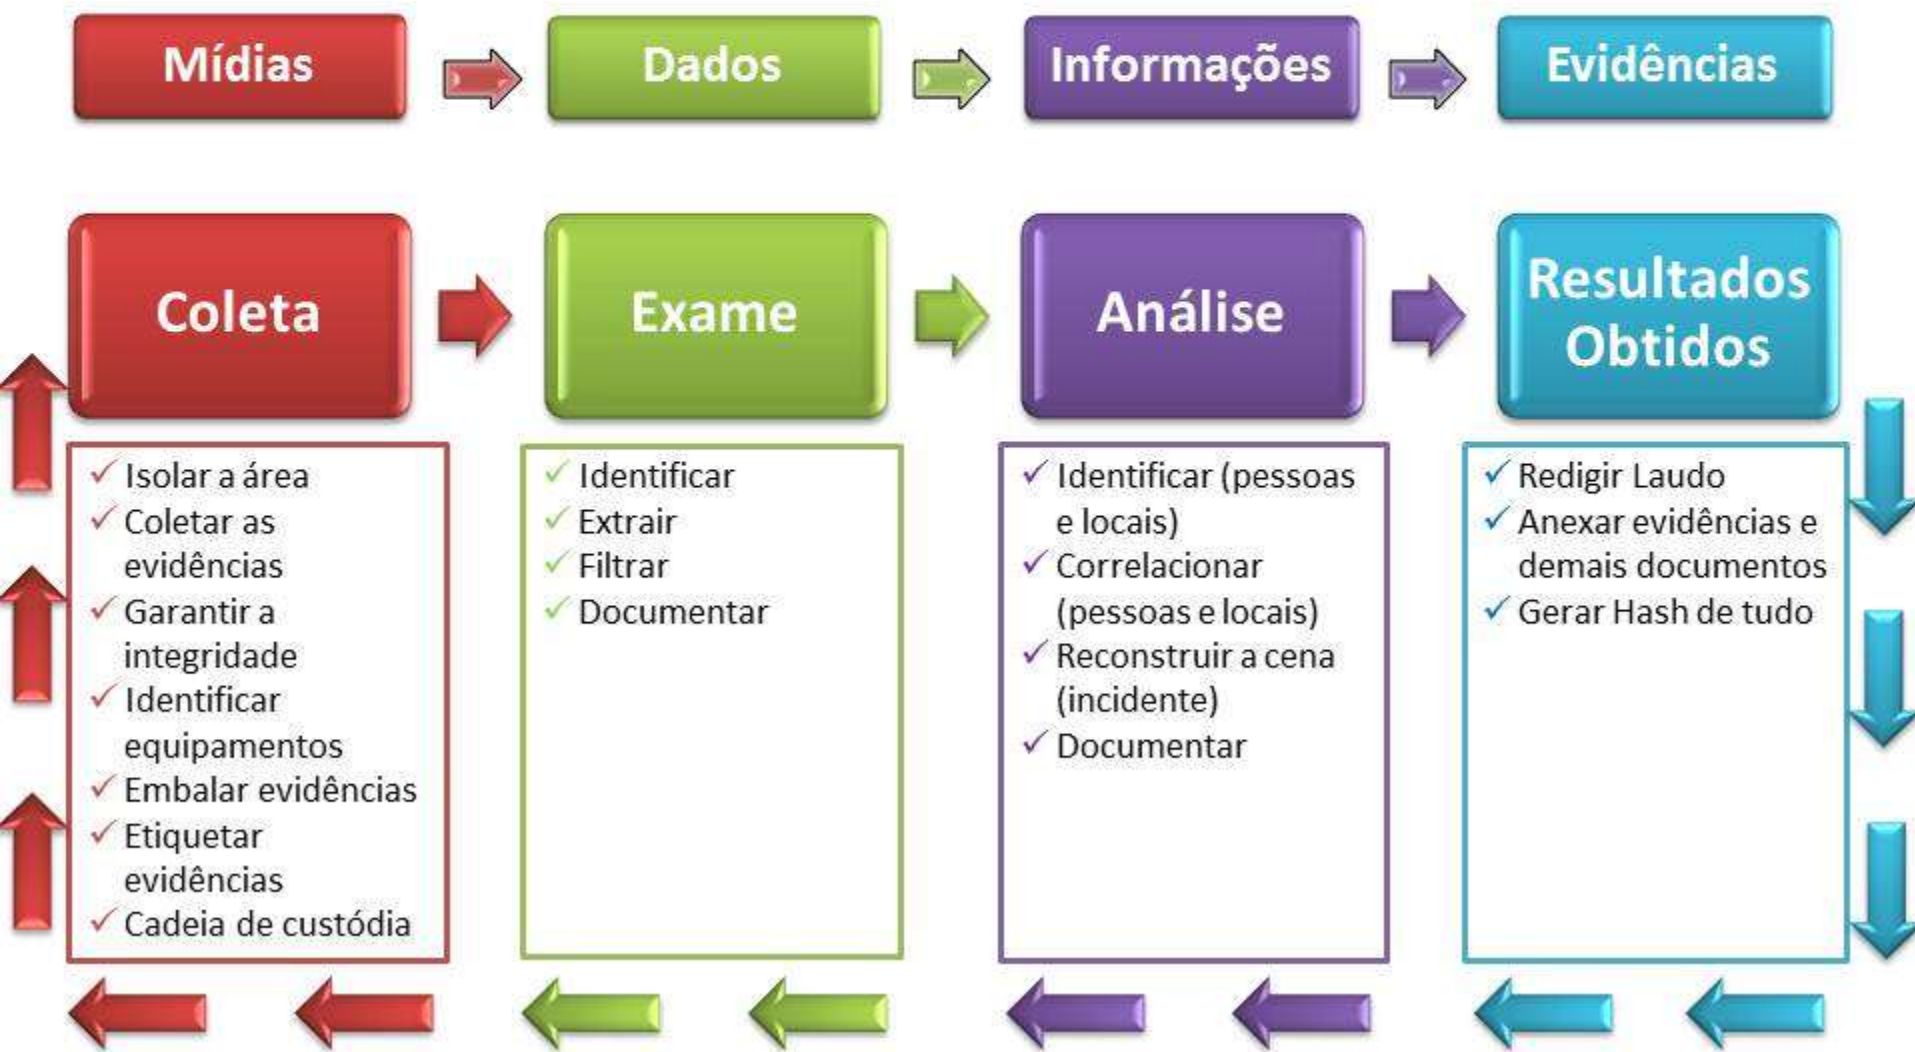 Mídias
Dados
Informações
Evidências
Coleta
Exame
Análise
Resultados
Obtidos
Isolar a área
Coletar as
evidências
Garantir a
integridade
Identificar
equipamentos
Embalar evidências
Etiquetar
evidências
Cadeia de custódia
Identificar
Extrair
Filtrar
Documentar
Identificar (pessoas
e locais)
Correlacionar
(pessoas e locais)
Reconstruir a cena
(incidente)
Documentar
Redigir Laudo
Anexar evidências e
demais documentos
Gerar Hash de tudo